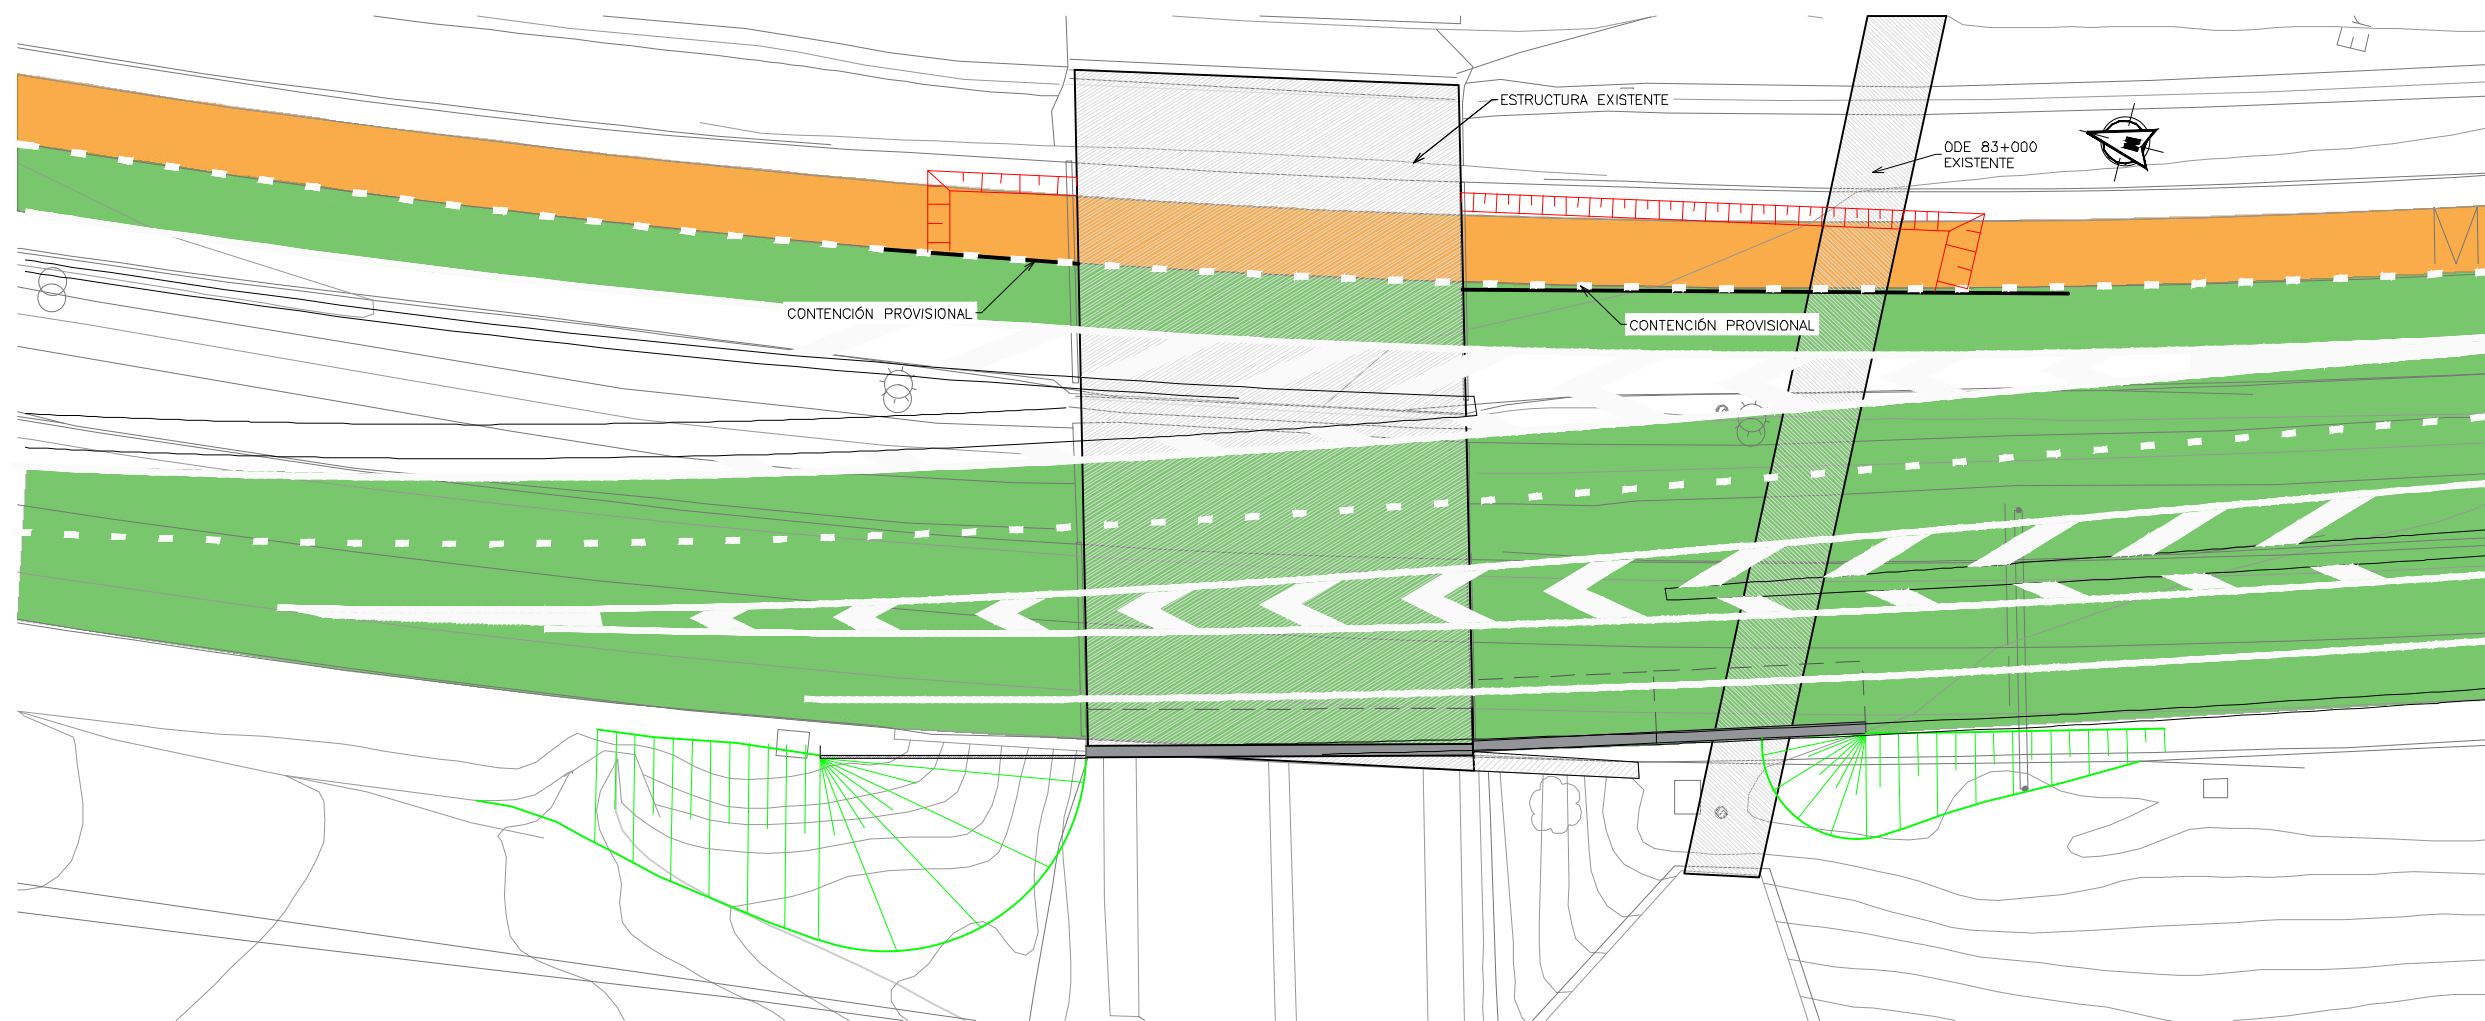 ESTRUCTURA EXISTENTE
ODE 83+000
EXISTENTE
CONTENCIÓN PROVISIONAL
CONTENCIÓN PROVISIONAL